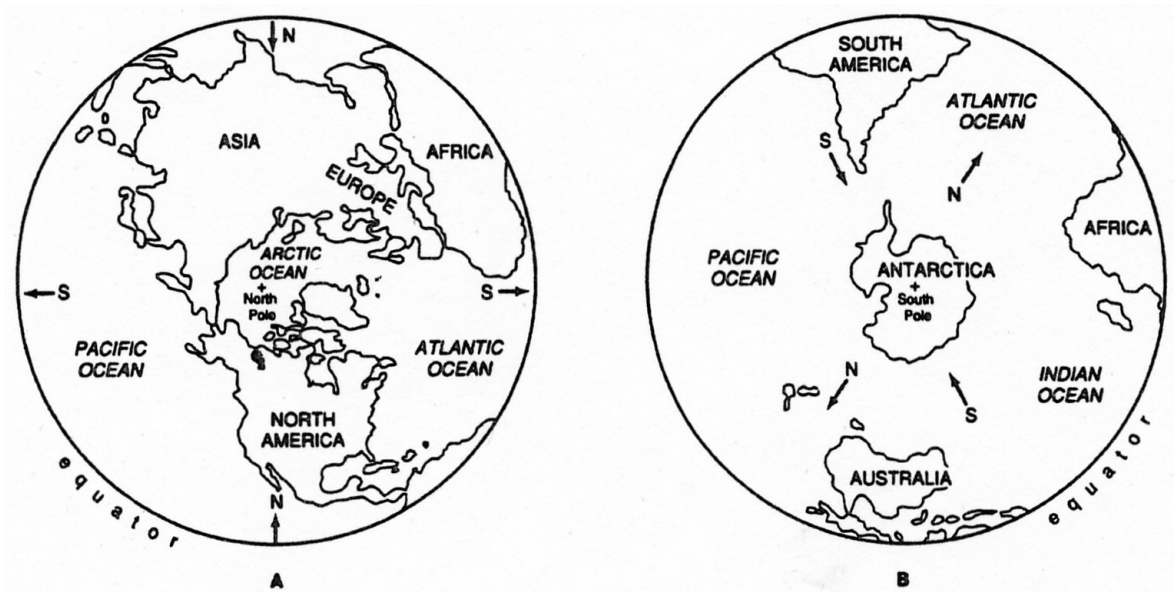 N
ASIA
AFRICA
EUROPE
ARCTIC
OCEAN
+
North
Pole
S
S
PACIFIC
OCEAN
ATLANTIC
OCEAN
NORTH
AMERICA
N
equator
A
SOUTH
AMERICA
ATLANTIC
OCEAN
S
N
AFRICA
PACIFIC
OCEAN
ANTARCTICA
+
South
Pole
N
INDIAN
OCEAN
S
AUSTRALIA
equator
B